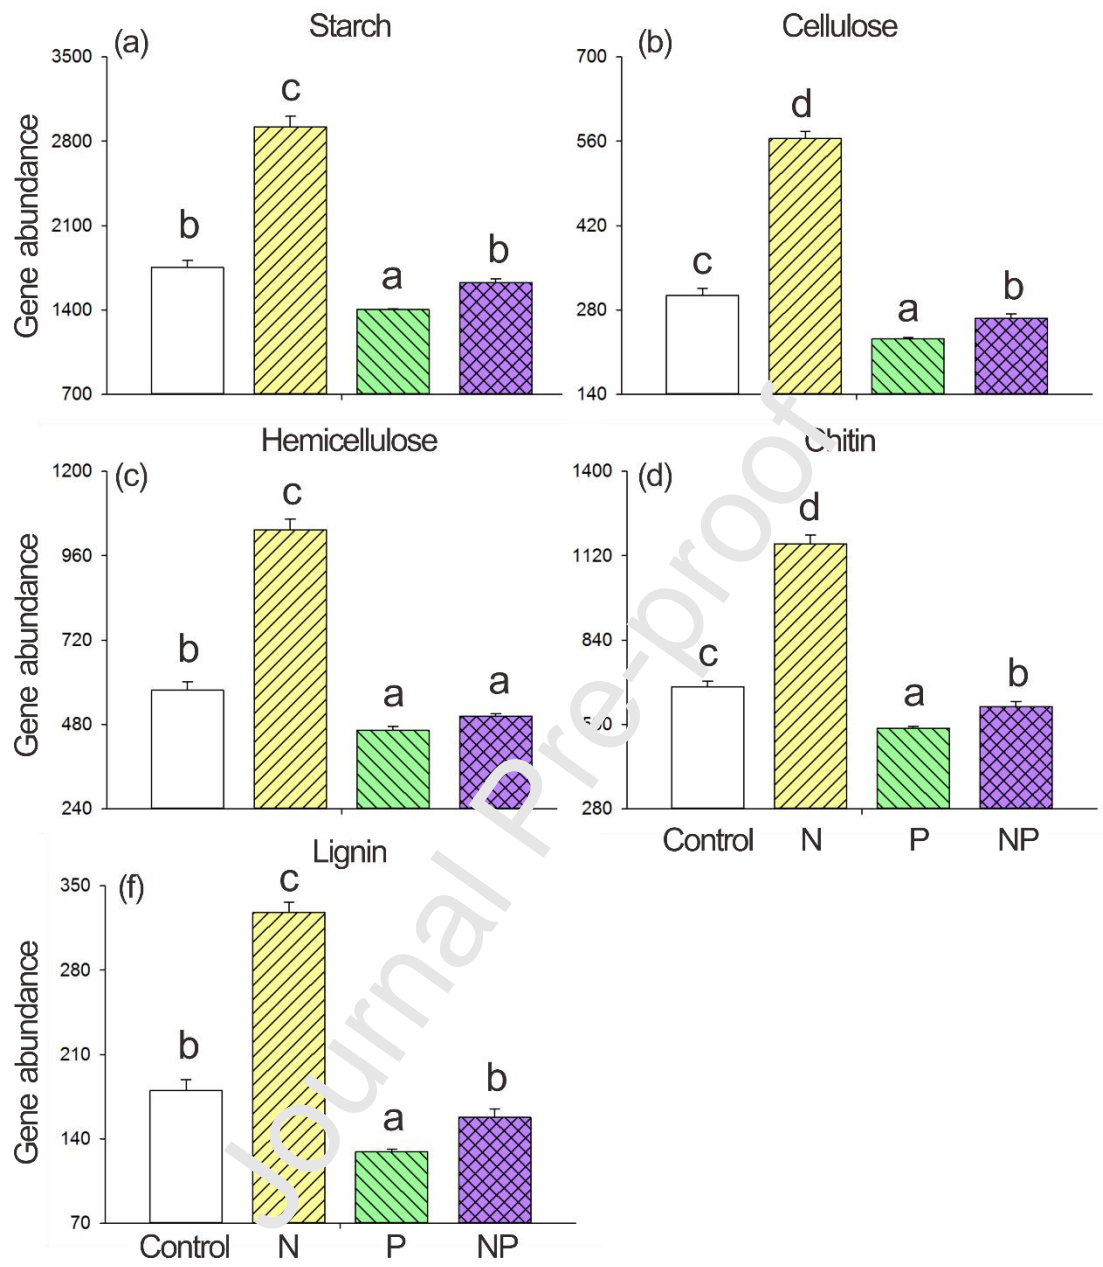 Starch
(a)
3500
2800
2100
1400
700
Gene abundance
b
c
a
b
Cellulose
(b)
700
560
420
280
140
c
d
a
b
Hemicellulose
(c)
1200
960
720
480
240
Gene abundance
b
c
a
a
Chitin
(d)
1400
1120
840
560
280
c
d
a
b
Control N P NP
Lignin
(f)
350
280
210
140
70
Gene abundance
b
c
a
b
Control N P NP
Journal Pre-proof